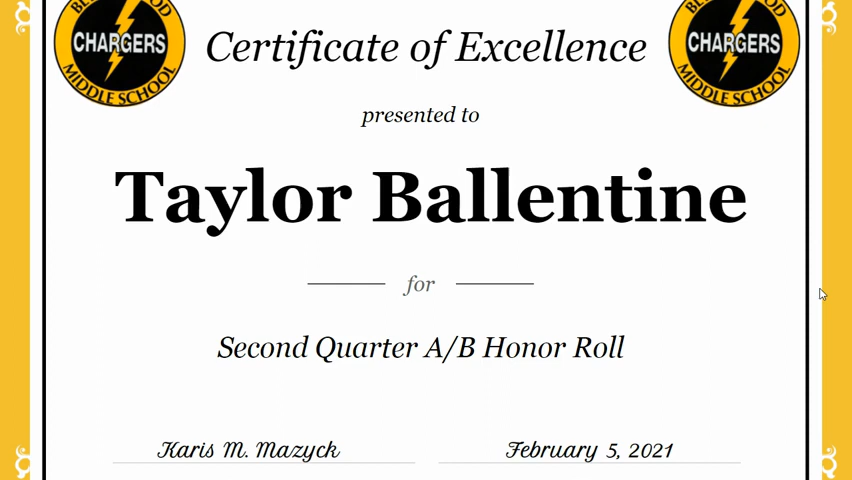 CHARGERS
MIDDLE SCHOOL
CHARGERS
MIDDLE SCHOOL
Certificate of Excellence
presented to
Taylor Ballentine
for
Second Quarter A/B Honor Roll
Karis M. Mazyck February 5, 2021